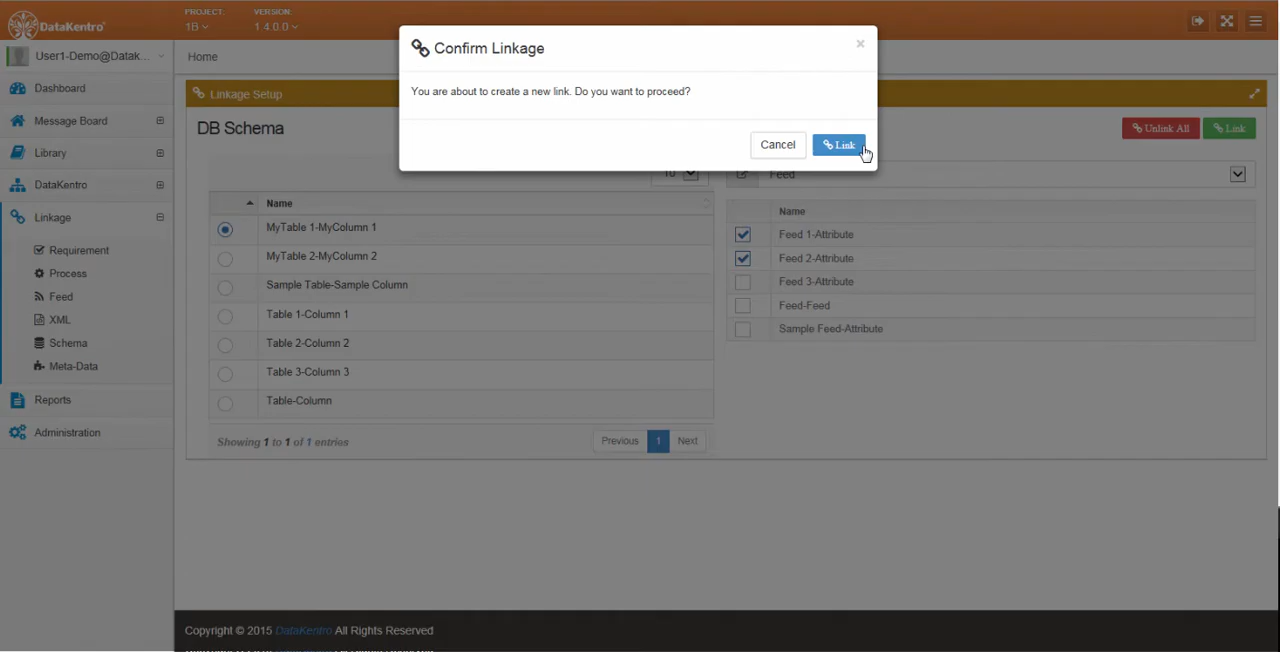 DataKentro
PROJECT:
1B
VERSION:
1.4.0.0
User1-Demo@Datak...
Dashboard
Message Board
Library
DataKentro
Linkage
Requirement
Process
Feed
XML
Schema
Meta-Data
Reports
Administration
Home
Linkage Setup
DB Schema
Unlink All
Link
Confirm Linkage
×
You are about to create a new link. Do you want to proceed?
Cancel
Link
10
Feed
Name
MyTable 1-MyColumn 1
MyTable 2-MyColumn 2
Sample Table-Sample Column
Table 1-Column 1
Table 2-Column 2
Table 3-Column 3
Table-Column
Showing 1 to 1 of 1 entries
Previous
1
Next
Name
Feed 1-Attribute
Feed 2-Attribute
Feed 3-Attribute
Feed-Feed
Sample Feed-Attribute
Copyright © 2015 DataKentro All Rights Reserved